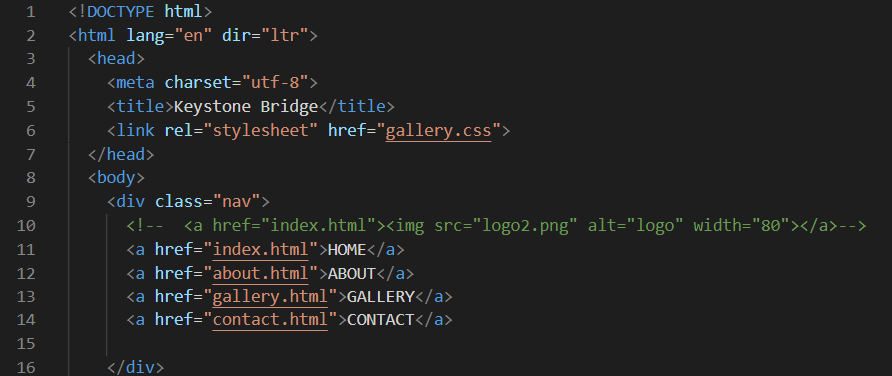 1 <!DOCTYPE html>
2 <html lang="en" dir="ltr">
3 <head>
4 <meta charset="utf-8">
5 <title>Keystone Bridge</title>
6 <link rel="stylesheet" href="gallery.css">
7 </head>
8 <body>
9 <div class="nav">
10 <!--  <a href="index.html"><img src="logo2.png" alt="logo" width="80"></a>-->
11 <a href="index.html">HOME</a>
12 <a href="about.html">ABOUT</a>
13 <a href="gallery.html">GALLERY</a>
14 <a href="contact.html">CONTACT</a>
15
16 </div>